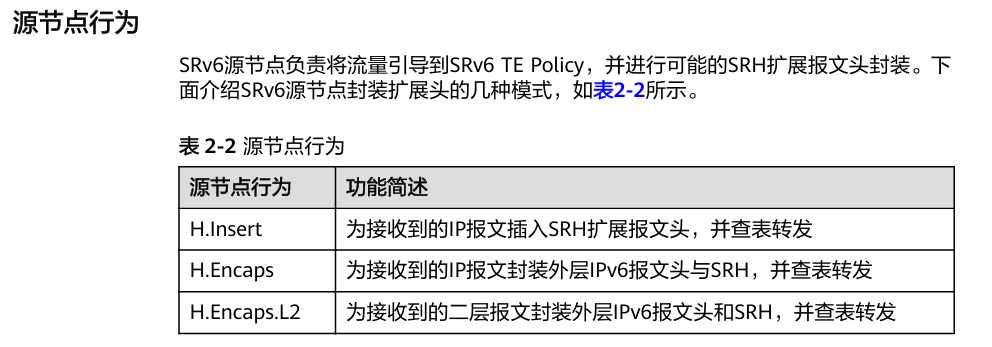 源节点行为
SRv6源节点负责将流量引导到SRv6 TE Policy，并进行可能的SRH扩展报文头封装。下
面介绍SRv6源节点封装扩展头的几种模式，如表2-2所示。
表 2-2 源节点行为
源节点行为 功能简述
H.Insert 为接收到的IP报文插入SRH扩展报文头，并查表转发
H.Encaps 为接收到的IP报文封装外层IPv6报文头与SRH，并查表转发
H.Encaps.L2 为接收到的二层报文封装外层IPv6报文头和SRH，并查表转发